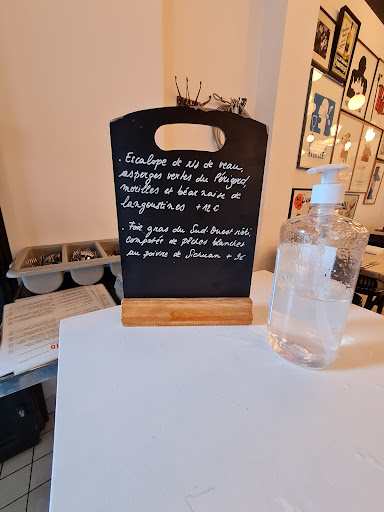 . Escalope de ris de veau,
asperges vertes du Périgord,
morilles et béarnaise de
langoustines + 12 €
. Foie gras du Sud Ouest rôti,
compotée de pêches blanches
au poivre de Sichuan + 9€